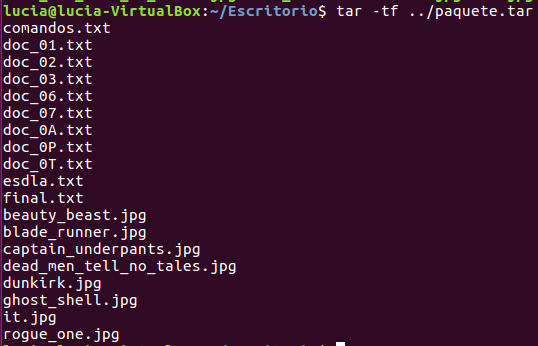 lucia@lucia-VirtualBox:~/Escritorio$ tar -tf ../paquete.tar
comandos.txt
doc_01.txt
doc_02.txt
doc_03.txt
doc_06.txt
doc_07.txt
doc_0A.txt
doc_0P.txt
doc_0T.txt
esdla.txt
final.txt
beauty_beast.jpg
blade_runner.jpg
captain_underpants.jpg
dead_men_tell_no_tales.jpg
dunkirk.jpg
ghost_shell.jpg
it.jpg
rogue_one.jpg